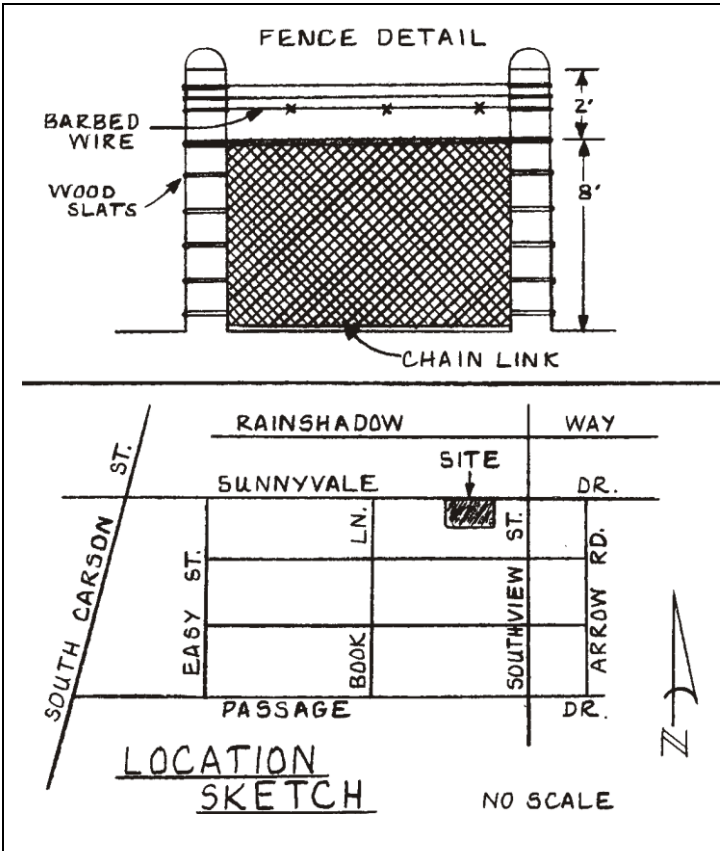 FENCE DETAIL
BARBED
WIRE
2'
WOOD
SLATS
8'
CHAIN LINK
RAINSHADOW WAY
SITE
SUNNYVALE DR.
SOUTH CARSON ST.
EASY ST.
BOOK LN.
SOUTHVIEW ST.
ARROW RD.
PASSAGE DR.
N
LOCATION
SKETCH
NO SCALE